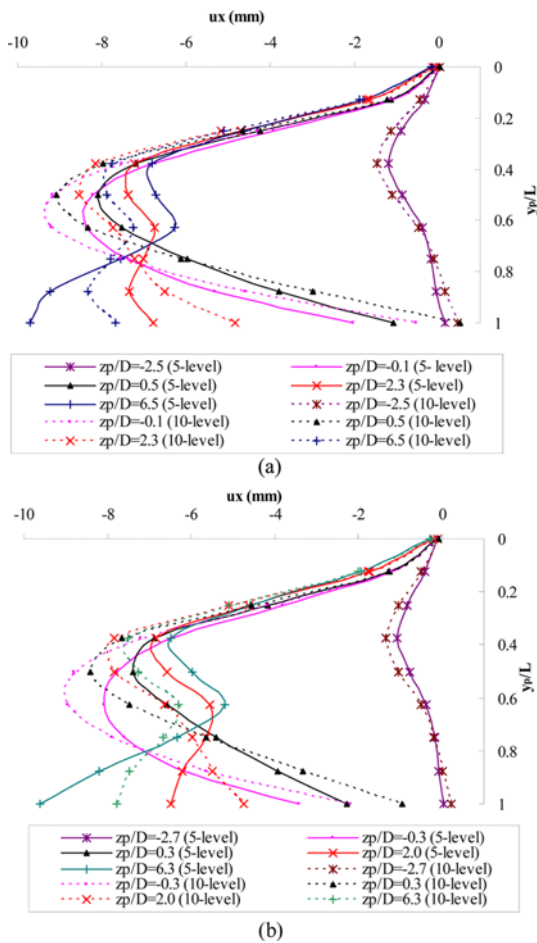 ux (mm)
-10 -8 -6 -4 -2 0
0
0.2
0.4
0.6
0.8
1
yp/L
zp/D=-2.5 (5-level) zp/D=-0.1 (5- level)
zp/D=0.5 (5-level) zp/D=2.3 (5-level)
zp/D=6.5 (5-level) zp/D=-2.5 (10-level)
zp/D=-0.1 (10-level) zp/D=0.5 (10-level)
zp/D=2.3 (10-level) zp/D=6.5 (10-level)
(a)
ux (mm)
-10 -8 -6 -4 -2 0
0
0.2
0.4
0.6
0.8
1
yp/L
zp/D=-2.7 (5-level) zp/D=-0.3 (5-level)
zp/D=0.3 (5-level) zp/D=2.0 (5-level)
zp/D=6.3 (5-level) zp/D=-2.7 (10-level)
zp/D=-0.3 (10-level) zp/D=0.3 (10-level)
zp/D=2.0 (10-level) zp/D=6.3 (10-level)
(b)